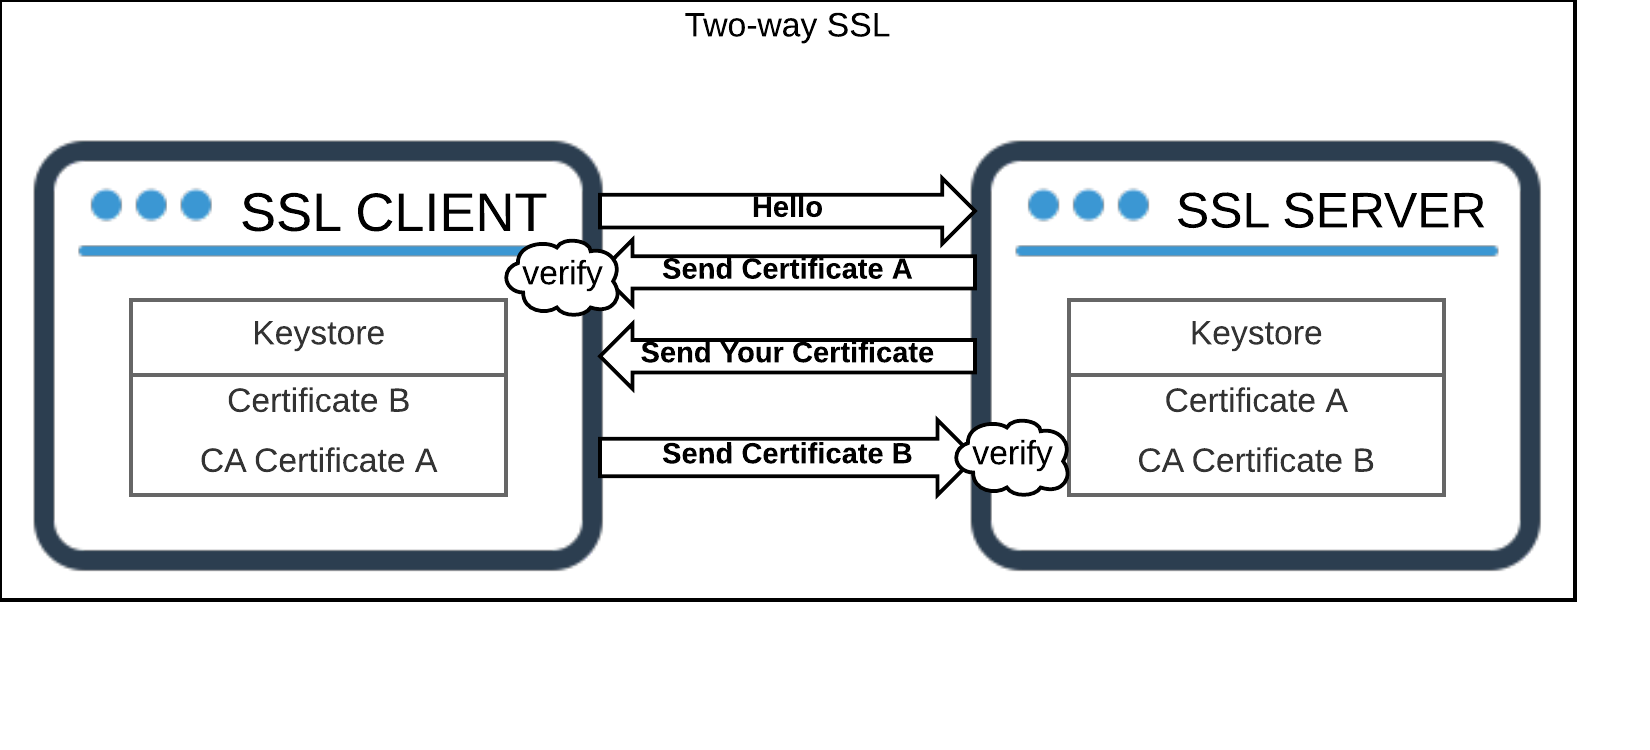 Two-way SSL
SSL CLIENT
Hello
SSL SERVER
verify
Send Certificate A
Keystore
Send Your Certificate
Keystore
Certificate B
Certificate A
CA Certificate A
Send Certificate B
verify
CA Certificate B